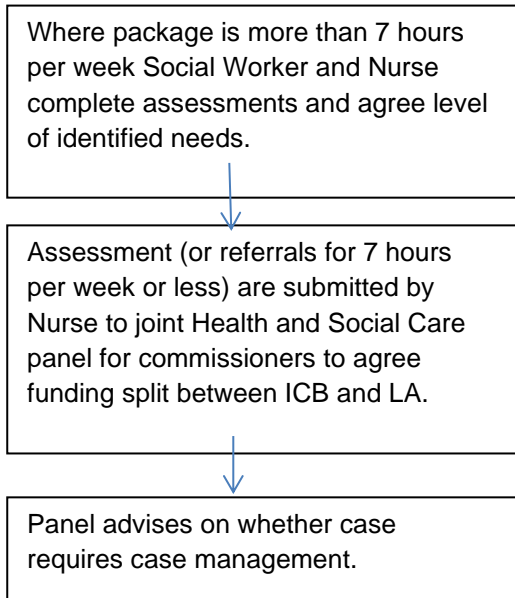 Where package is more than 7 hours
per week Social Worker and Nurse
complete assessments and agree level
of identified needs.
Assessment (or referrals for 7 hours
per week or less) are submitted by
Nurse to joint Health and Social Care
panel for commissioners to agree
funding split between ICB and LA.
Panel advises on whether case
requires case management.